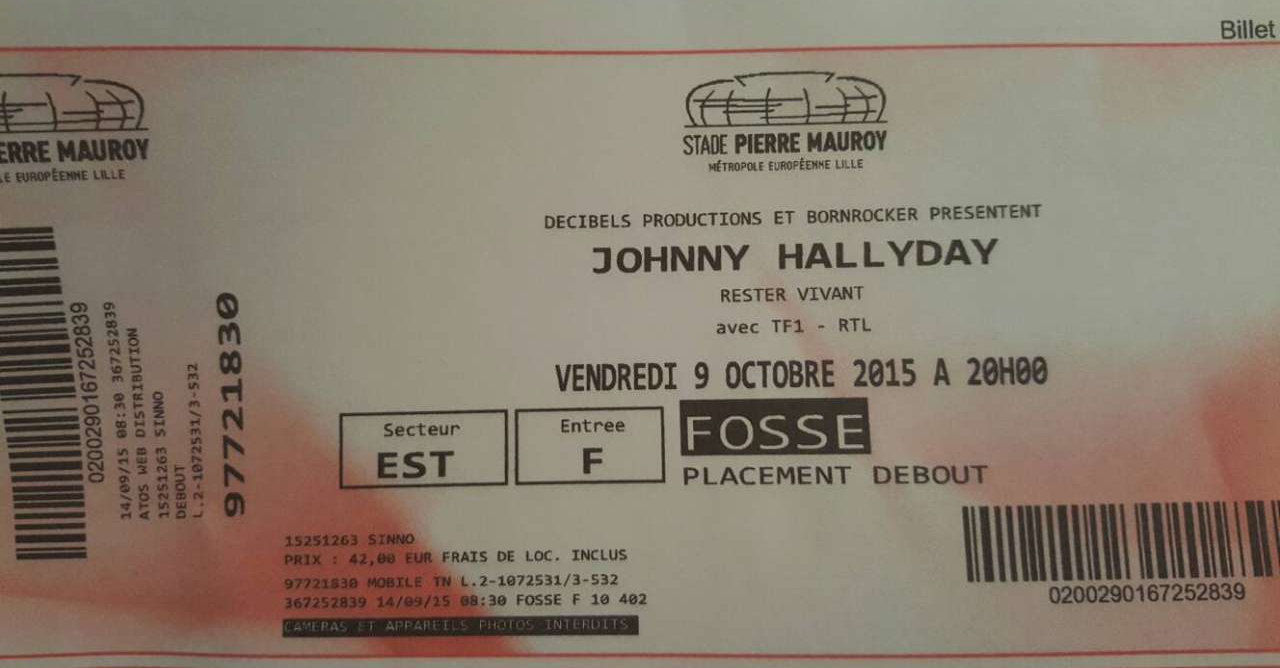 Billet
ERRE MAUROY
LE EUROPÉENNE LILLE
0200290167252839
14/09/15 08:30 367252839
ATOS WEB DISTRIBUTION
15251263 SINNO
DEBOUT
L.2-1072531/3-532
97721830
STADE PIERRE MAUROY
MÉTROPOLE EUROPÉENNE LILLE
DECIBELS PRODUCTIONS ET BORNROCKER PRESENTENT
JOHNNY HALLYDAY
RESTER VIVANT
avec TF1 - RTL
VENDREDI 9 OCTOBRE 2015 A 20H00
Secteur
EST
Entree
F
FOSSE
PLACEMENT DEBOUT
15251263 SINNO
PRIX : 42,00 EUR FRAIS DE LOC. INCLUS
97721830 MOBILE TN L.2-1072531/3-532
367252839 14/09/15 08:30 FOSSE F 10 402
CAMERAS ET APPAREILS PHOTOS INTERDITS
0200290167252839